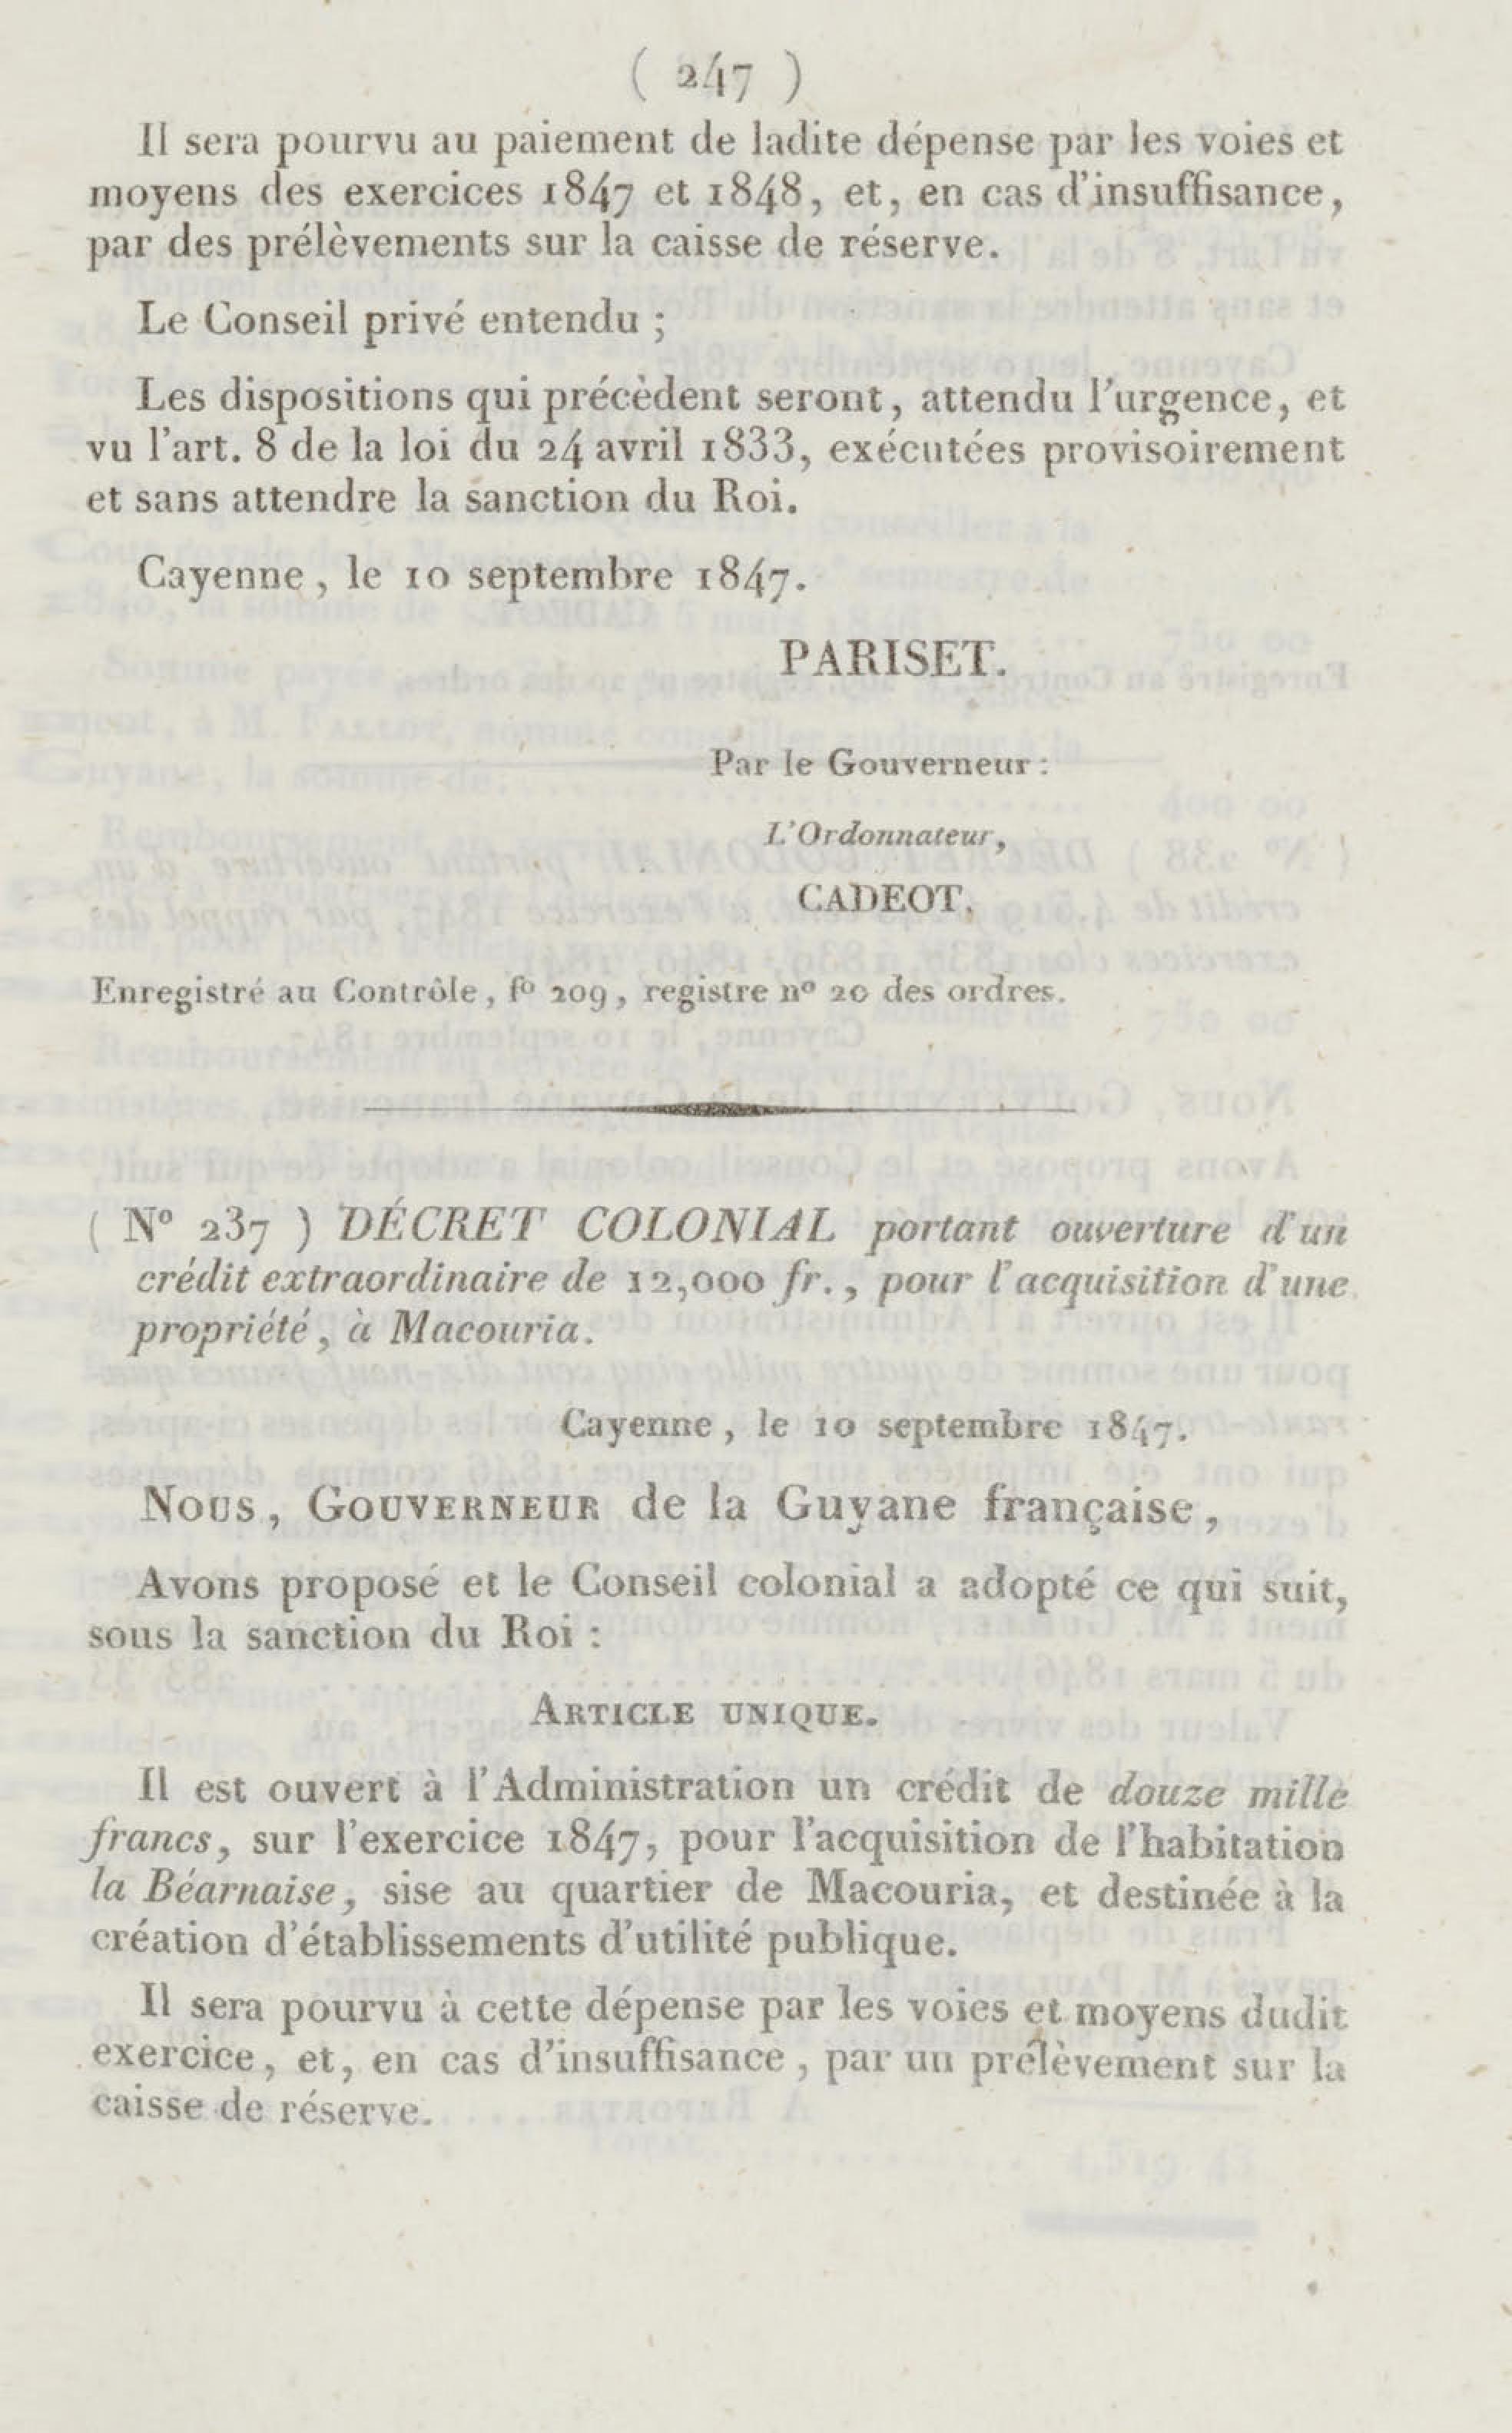 ( 247 )
Il sera pourvu au paiement de ladite dépense par les voies et
moyens des exercices 1847 et 1848, et, en cas d'insuffisance,
par des prélèvements sur la caisse de réserve.
Le Conseil privé entendu ;
Les dispositions qui précèdent seront, attendu l'urgence, et
vu l'art. 8 de la loi du 24 avril 1833, exécutées provisoirement
et sans attendre la sanction du Roi.
Cayenne, le 10 septembre 1847.
PARISET.
Par le Gouverneur :
L'Ordonnateur,
CADEOT.
Enregistré au Contrôle, fº 209, registre nº 20 des ordres.
( Nº 237 ) DÉCRET COLONIAL portant ouverture d'un
crédit extraordinaire de 12,000 fr., pour l'acquisition d'une
propriété, à Macouria.
Cayenne, le 10 septembre 1847.
NOUS, GOUVERNEUR de la Guyane française,
Avons proposé et le Conseil colonial a adopté ce qui suit,
sous la sanction du Roi :
ARTICLE UNIQUE.
Il est ouvert à l'Administration un crédit de douze mille
francs, sur l'exercice 1847, pour l'acquisition de l'habitation
la Béarnaise, sise au quartier de Macouria, et destinée à la
création d'établissements d'utilité publique.
Il sera pourvu à cette dépense par les voies et moyens dudit
exercice, et, en cas d'insuffisance, par un prélèvement sur la
caisse de réserve.